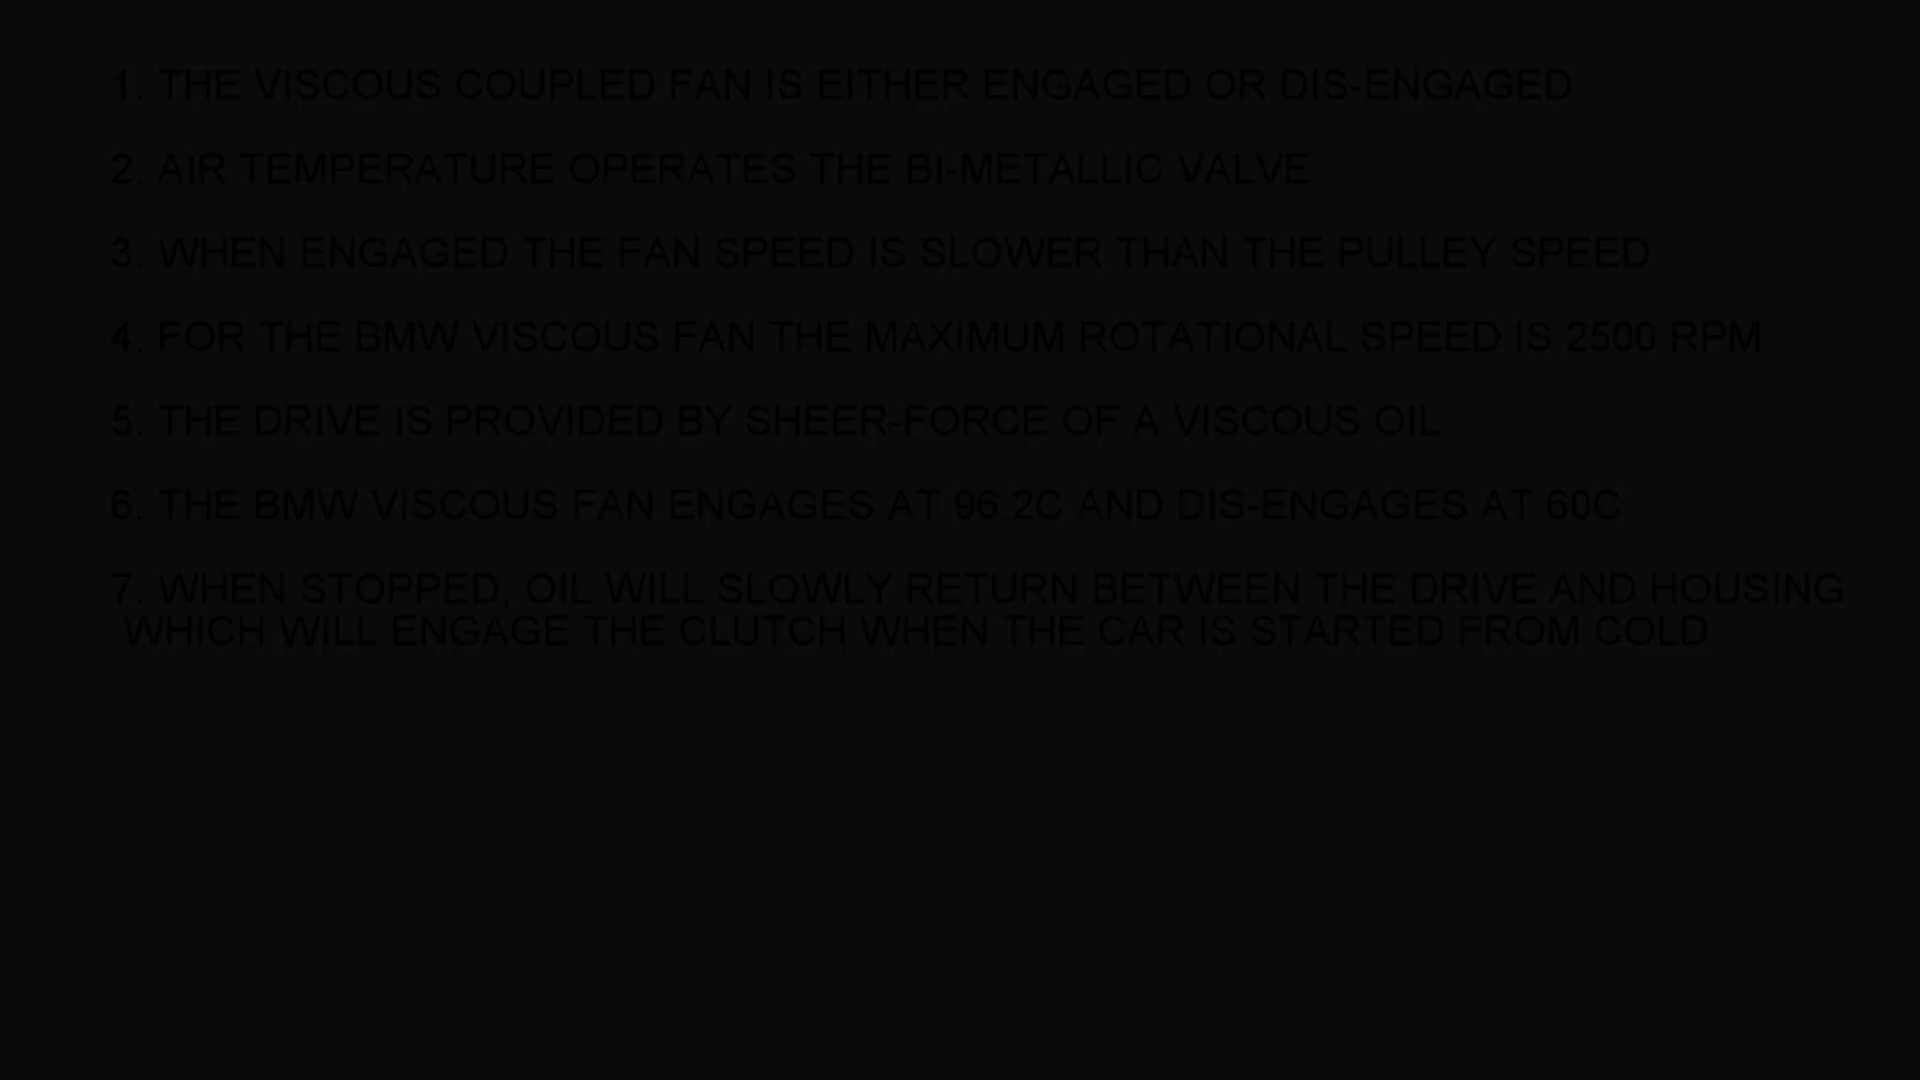 1. THE VISCOUS COUPLED FAN IS EITHER ENGAGED OR DIS-ENGAGED
2. AIR TEMPERATURE OPERATES THE BI-METALLIC VALVE
3. WHEN ENGAGED THE FAN SPEED IS SLOWER THAN THE PULLEY SPEED
4. FOR THE BMW VISCOUS FAN THE MAXIMUM ROTATIONAL SPEED IS 2500 RPM
5. THE DRIVE IS PROVIDED BY SHEER-FORCE OF A VISCOUS OIL
6. THE BMW VISCOUS FAN ENGAGES AT 96.2C AND DIS-ENGAGES AT 60C
7. WHEN STOPPED, OIL WILL SLOWLY RETURN BETWEEN THE DRIVE AND HOUSING
WHICH WILL ENGAGE THE CLUTCH WHEN THE CAR IS STARTED FROM COLD